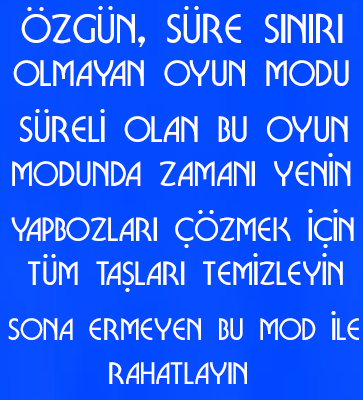 ÖZGÜN, SÜRE SINIRI
OLMAYAN OYUN MODU
SÜRELİ OLAN BU OYUN
MODUNDA ZAMANI YENİN
YAPBOZLARI ÇÖZMEK İÇİN
TÜM TAŞLARI TEMİZLEYİN
SONA ERMEYEN BU MOD İLE
RAHATLAYIN